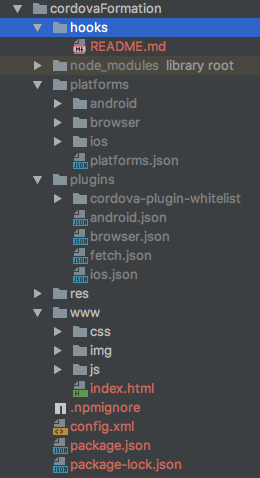 cordovaFormation
hooks
README.md
node_modules library root
platforms
android
browser
ios
platforms.json
plugins
cordova-plugin-whitelist
android.json
browser.json
fetch.json
ios.json
res
www
css
img
js
index.html
.npmignore
config.xml
package.json
package-lock.json